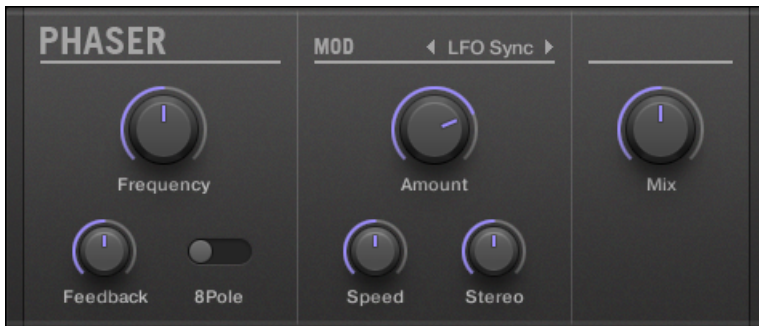 PHASER
MOD
LFO Sync
Frequency
Amount
Mix
Feedback
8Pole
Speed
Stereo